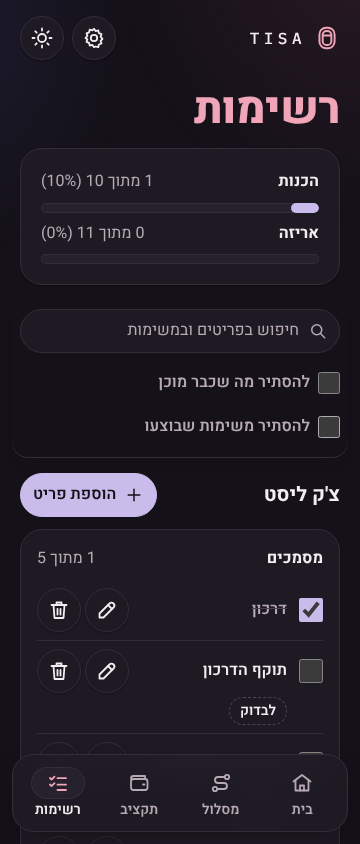 TISA
רשימות
הכנות
1 מתוך 10 (10%)
אריזה
0 מתוך 11 (0%)
חיפוש בפריטים ובמשימות
להסתיר מה שכבר מוכן
להסתיר משימות שבוצעו
צ'ק ליסט
הוספת פריט
מסמכים
1 מתוך 5
דרכון
תוקף הדרכון
לבדוק
בית
מסלול
תקציב
רשימות